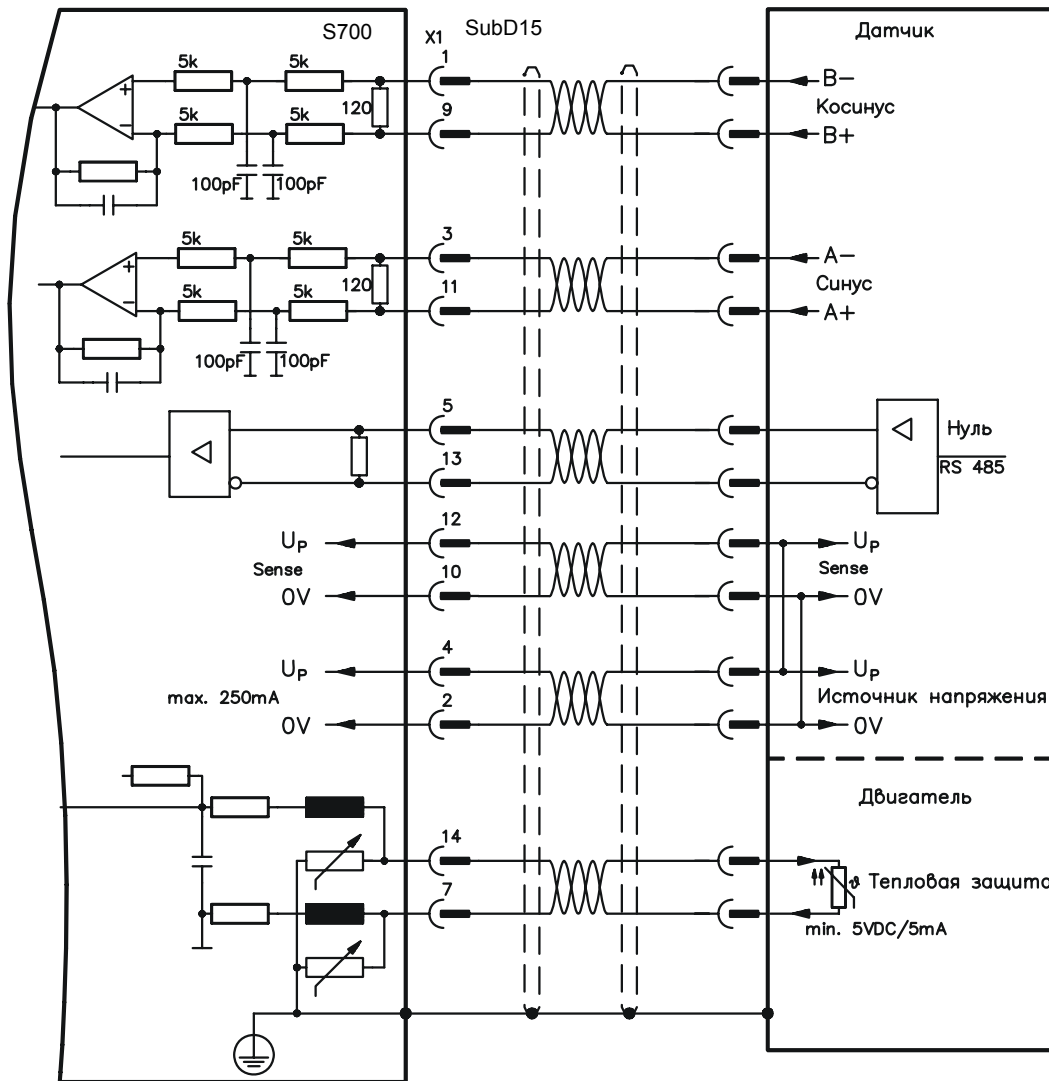 S700
X1
SubD15
Датчик
5k
5k
1
B-
120
Косинус
5k
5k
9
B+
100pF
100pF
5k
5k
3
A-
120
Синус
5k
5k
11
A+
100pF
100pF
5
Нуль
13
RS 485
12
UP
UP
Sense
Sense
10
0V
0V
4
UP
UP
max. 250mA
Источник напряжения
2
0V
0V
Двигатель
14
ϑ Тепловая защита
7
min. 5VDC/5mA